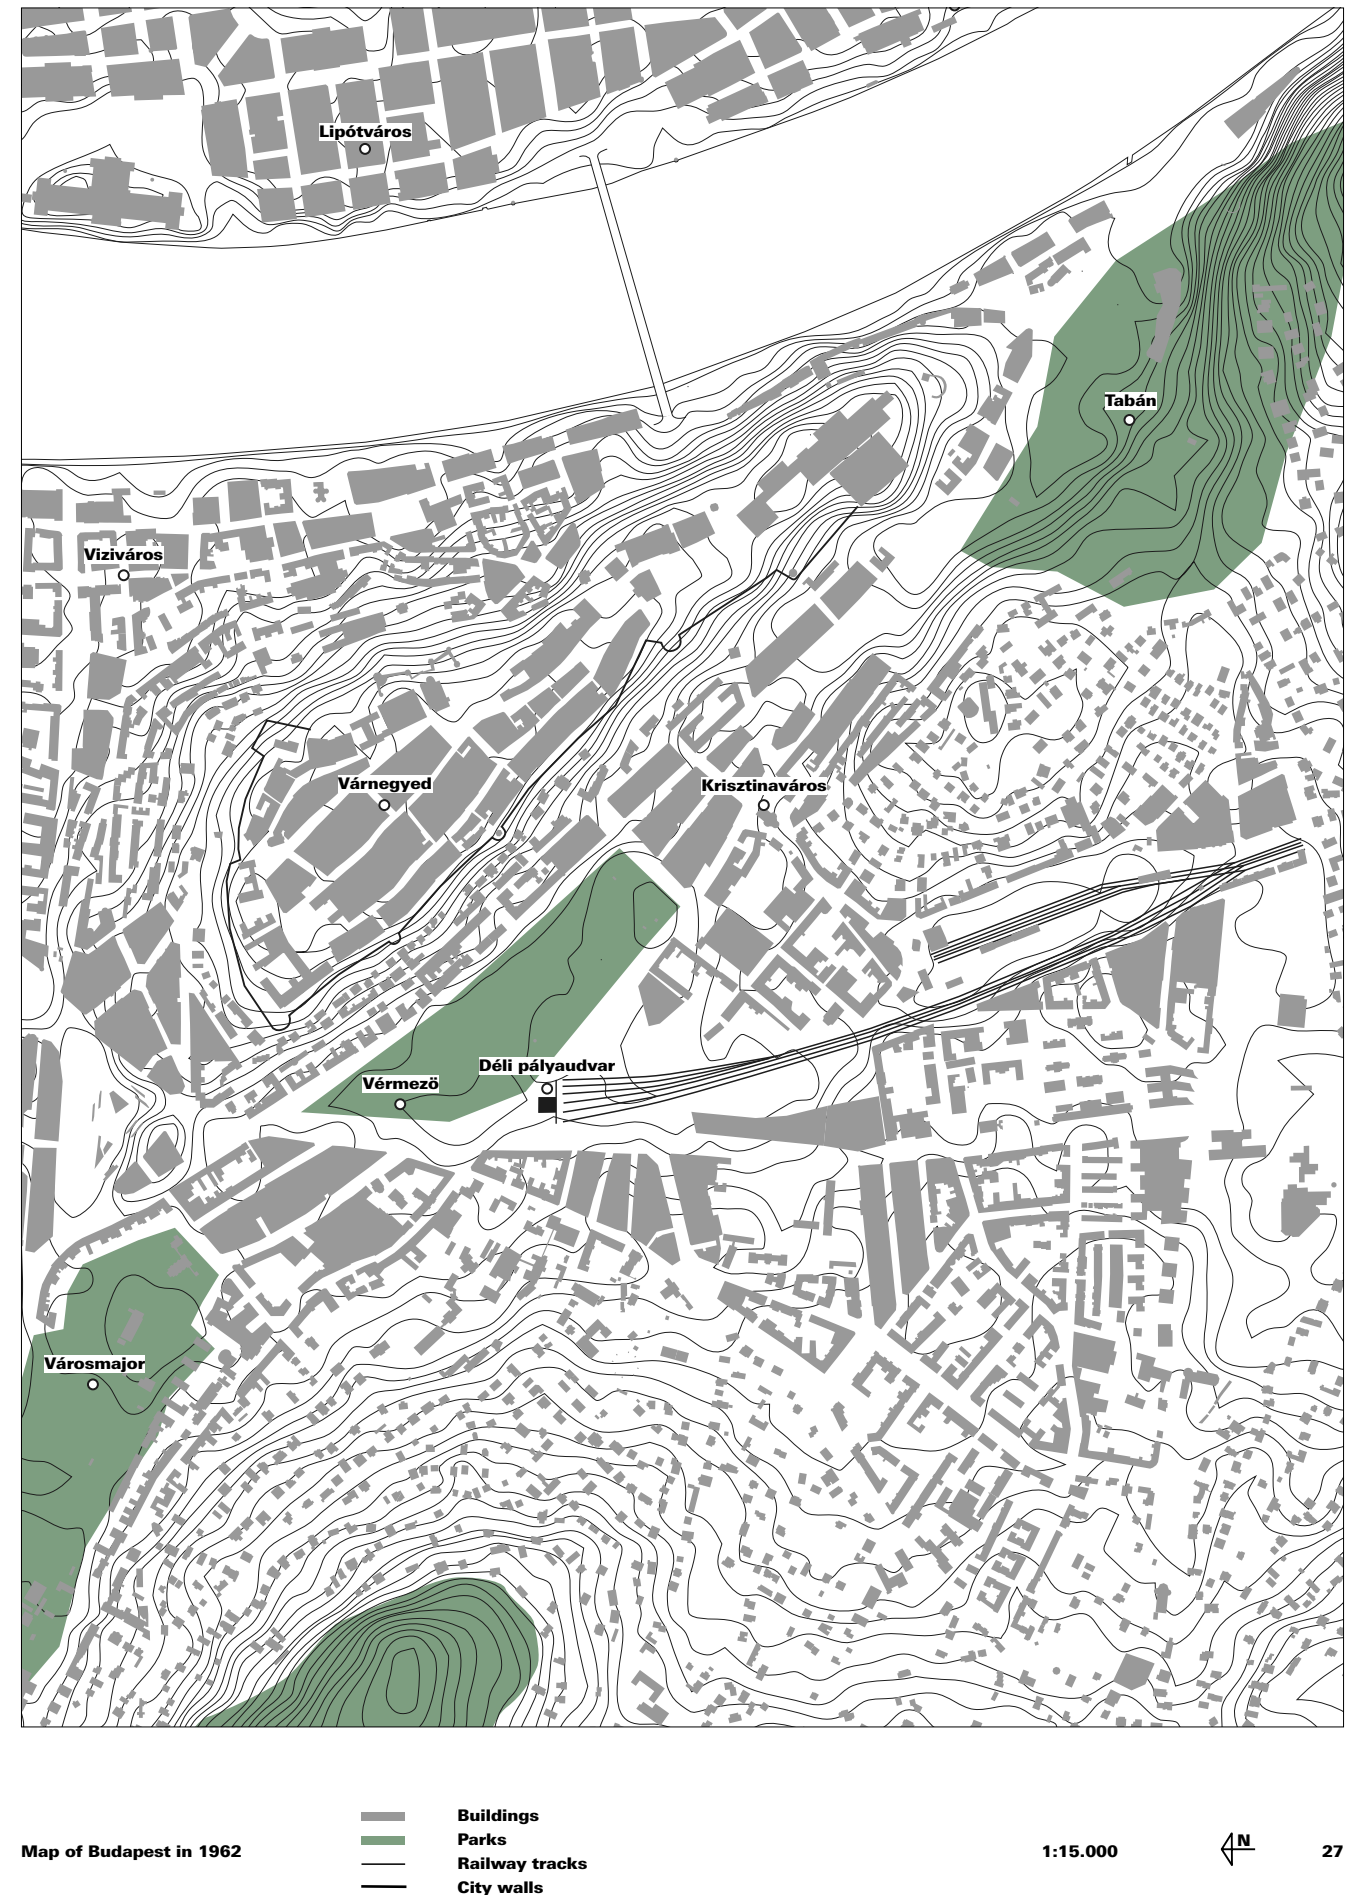 Lipótváros
Tabán
Viziváros
Várnegyed
Krisztinaváros
Déli pályaudvar
Vérmezö
Városmajor
Buildings
Parks
Map of Budapest in 1962
1:15.000
N
27
Railway tracks
City walls